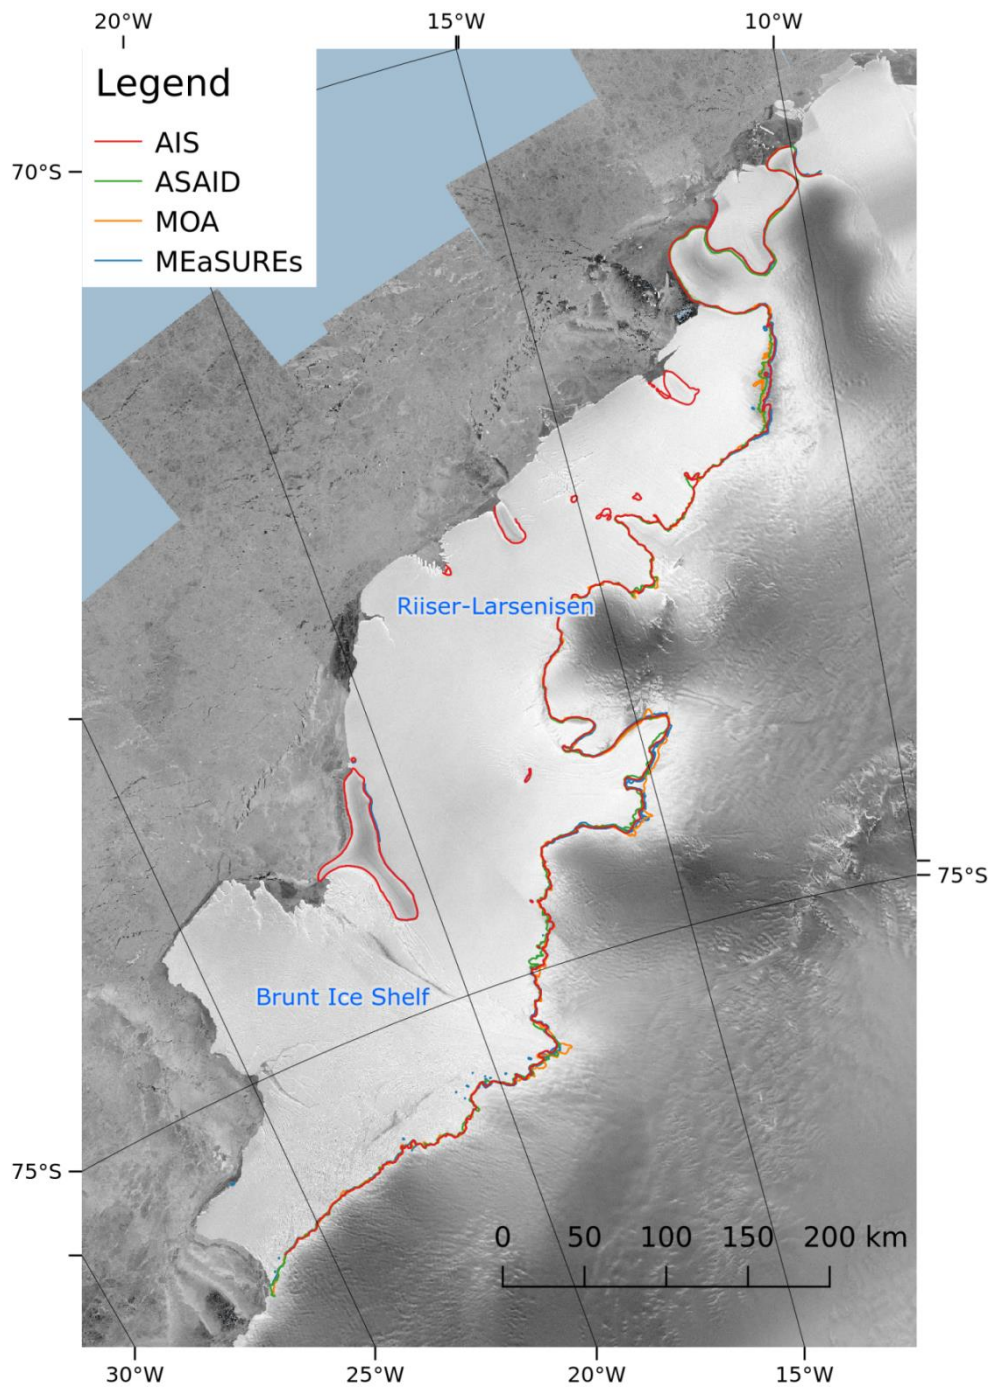 20°W 15°W 10°W
Legend
AIS
70°S
ASAID
MOA
MEaSUREs
Riiser-Larsenisen
75°S
Brunt Ice Shelf
75°S
0 50 100 150 200 km
30°W 25°W 20°W 15°W